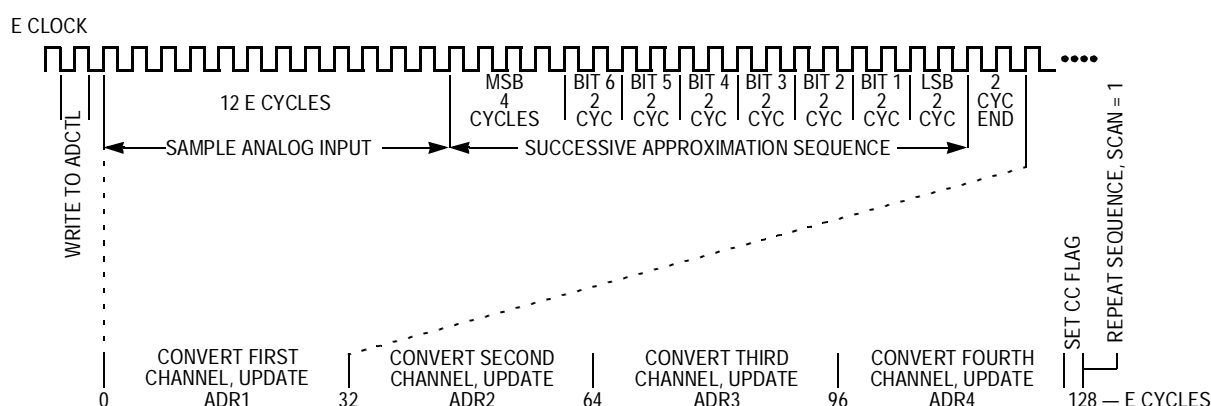 E CLOCK
12 E CYCLES
MSB
4
CYCLES
BIT 6
2
CYC
BIT 5
2
CYC
BIT 4
2
CYC
BIT 3
2
CYC
BIT 2
2
CYC
BIT 1
2
CYC
LSB
2
CYC
2
CYC
END
WRITE TO ADCTL
SAMPLE ANALOG INPUT
SUCCESSIVE APPROXIMATION SEQUENCE
SET CC FLAG
REPEAT SEQUENCE, SCAN = 1
CONVERT FIRST
CHANNEL, UPDATE
ADR1
CONVERT SECOND
CHANNEL, UPDATE
ADR2
CONVERT THIRD
CHANNEL, UPDATE
ADR3
CONVERT FOURTH
CHANNEL, UPDATE
ADR4
0
32
64
96
128 — E CYCLES